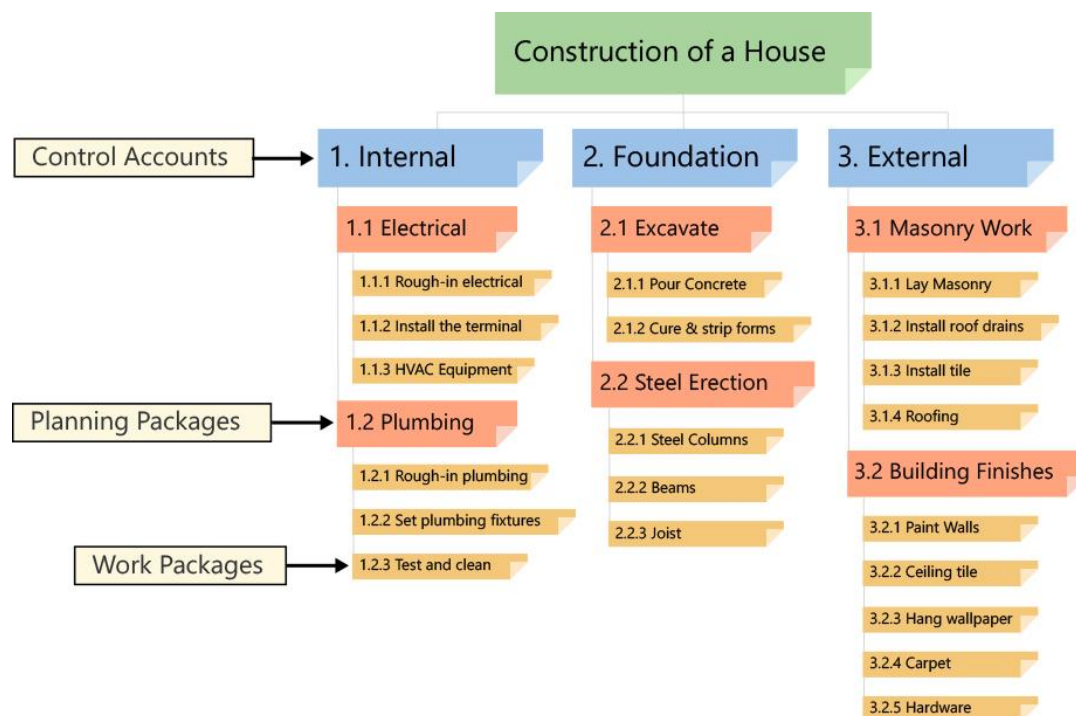 Construction of a House
Control Accounts
1. Internal
2. Foundation
3. External
1.1 Electrical
2.1 Excavate
3.1 Masonry Work
1.1.1 Rough-in electrical
2.1.1 Pour Concrete
3.1.1 Lay Masonry
1.1.2 Install the terminal
2.1.2 Cure & strip forms
3.1.2 Install roof drains
1.1.3 HVAC Equipment
2.2 Steel Erection
3.1.3 Install tile
Planning Packages
1.2 Plumbing
3.1.4 Roofing
2.2.1 Steel Columns
1.2.1 Rough-in plumbing
3.2 Building Finishes
2.2.2 Beams
1.2.2 Set plumbing fixtures
2.2.3 Joist
3.2.1 Paint Walls
Work Packages
1.2.3 Test and clean
3.2.2 Ceiling tile
3.2.3 Hang wallpaper
3.2.4 Carpet
3.2.5 Hardware